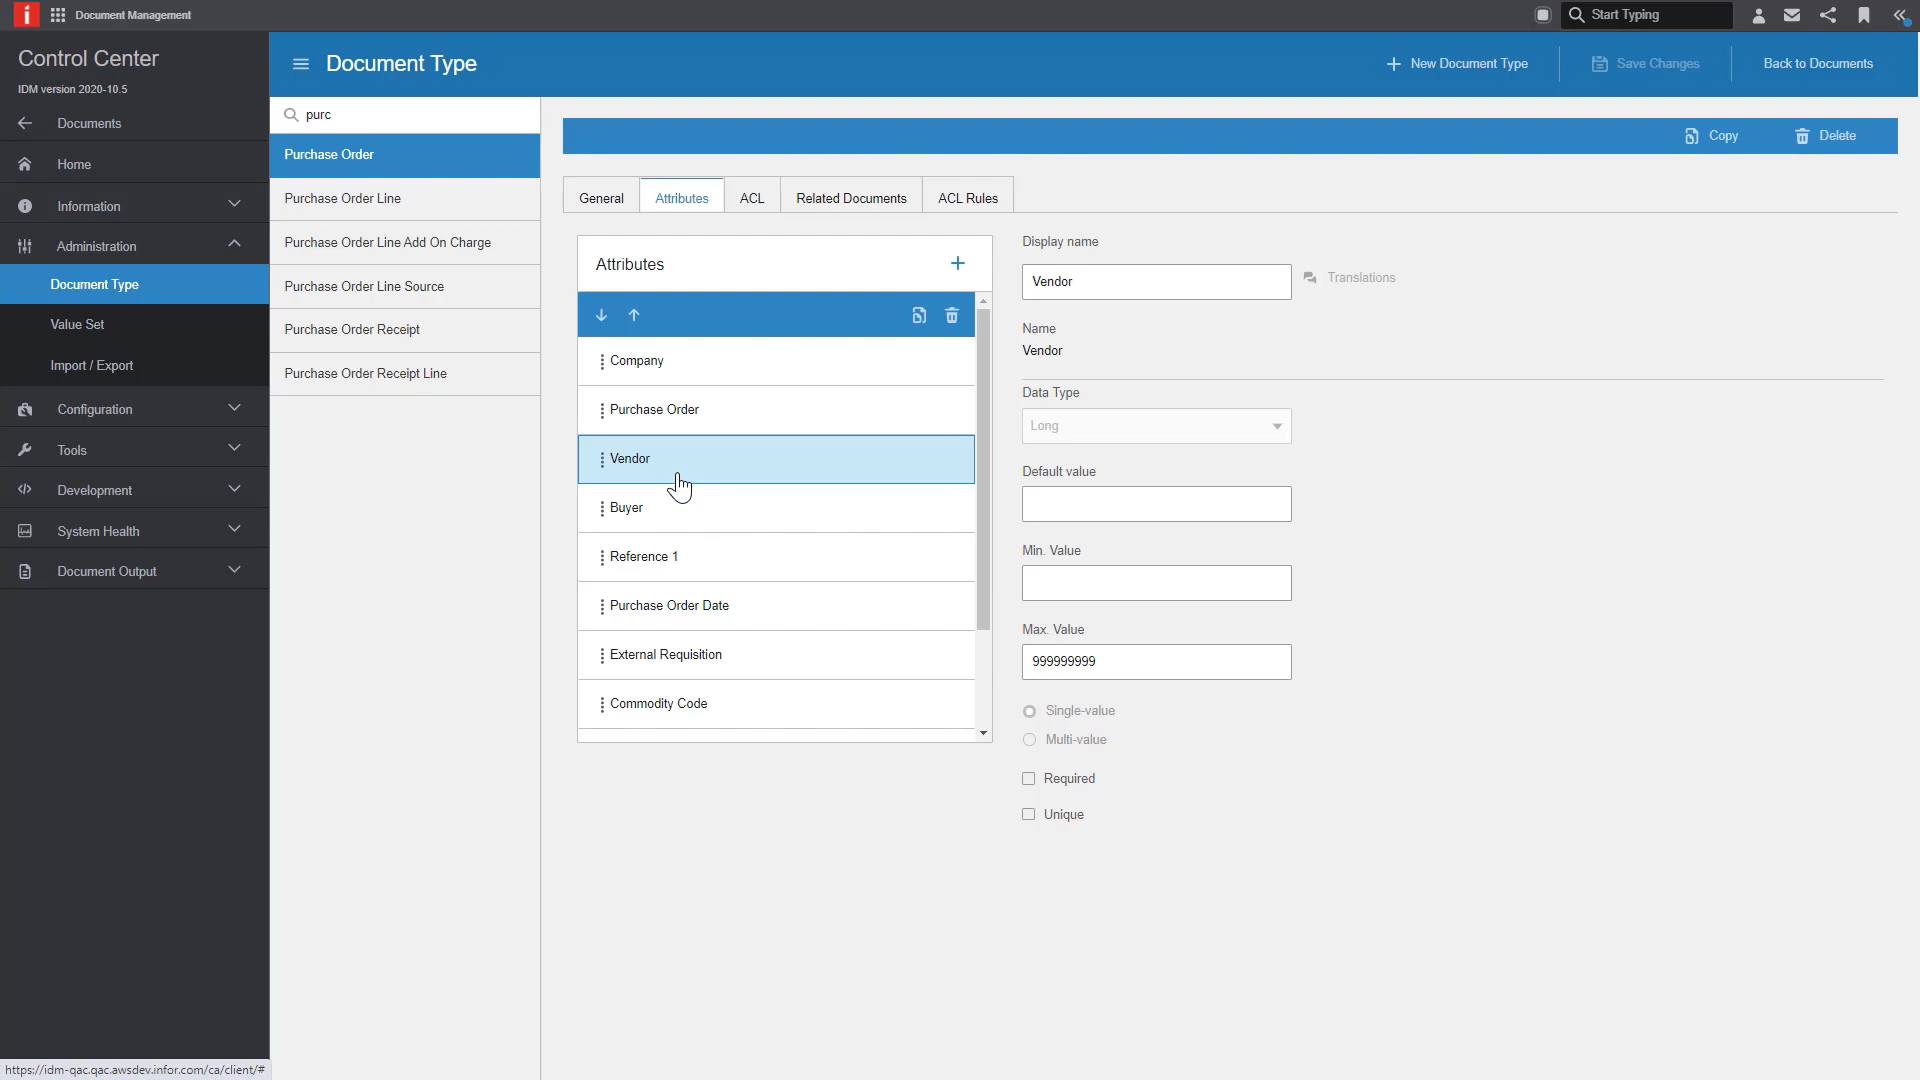 Document Management
Start Typing
Control Center
IDM version 2020-10.5
Documents
Home
Information
Administration
Document Type
Value Set
Import / Export
Configuration
Tools
Development
System Health
Document Output
https://idm-qac.qac.awsdev.infor.com/ca/client/#
Document Type
New Document Type
Save Changes
Back to Documents
purc
Purchase Order
Purchase Order Line
Purchase Order Line Add On Charge
Purchase Order Line Source
Purchase Order Receipt
Purchase Order Receipt Line
Copy
Delete
General
Attributes
ACL
Related Documents
ACL Rules
Attributes
Company
Purchase Order
Vendor
Buyer
Reference 1
Purchase Order Date
External Requisition
Commodity Code
Display name
Vendor
Translations
Name
Vendor
Data Type
Long
Default value
Min. Value
Max. Value
999999999
Single-value
Multi-value
Required
Unique